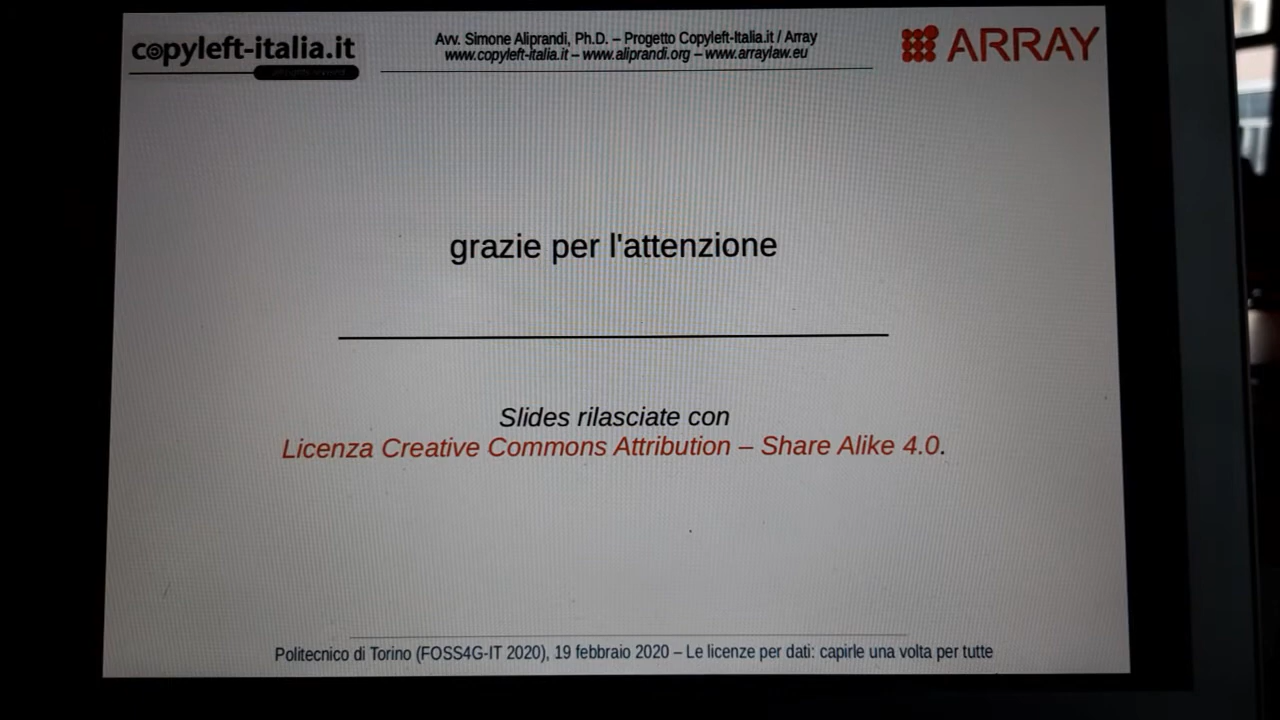 copyleft-italia.it
Avv. Simone Aliprandi, Ph.D. – Progetto Copyleft-Italia.it / Array
www.copyleft-italia.it – www.aliprandi.org – www.arraylaw.eu
ARRAY
grazie per l'attenzione
Slides rilasciate con
Licenza Creative Commons Attribution – Share Alike 4.0.
Politecnico di Torino (FOSS4G-IT 2020), 19 febbraio 2020 – Le licenze per dati: capirle una volta per tutte